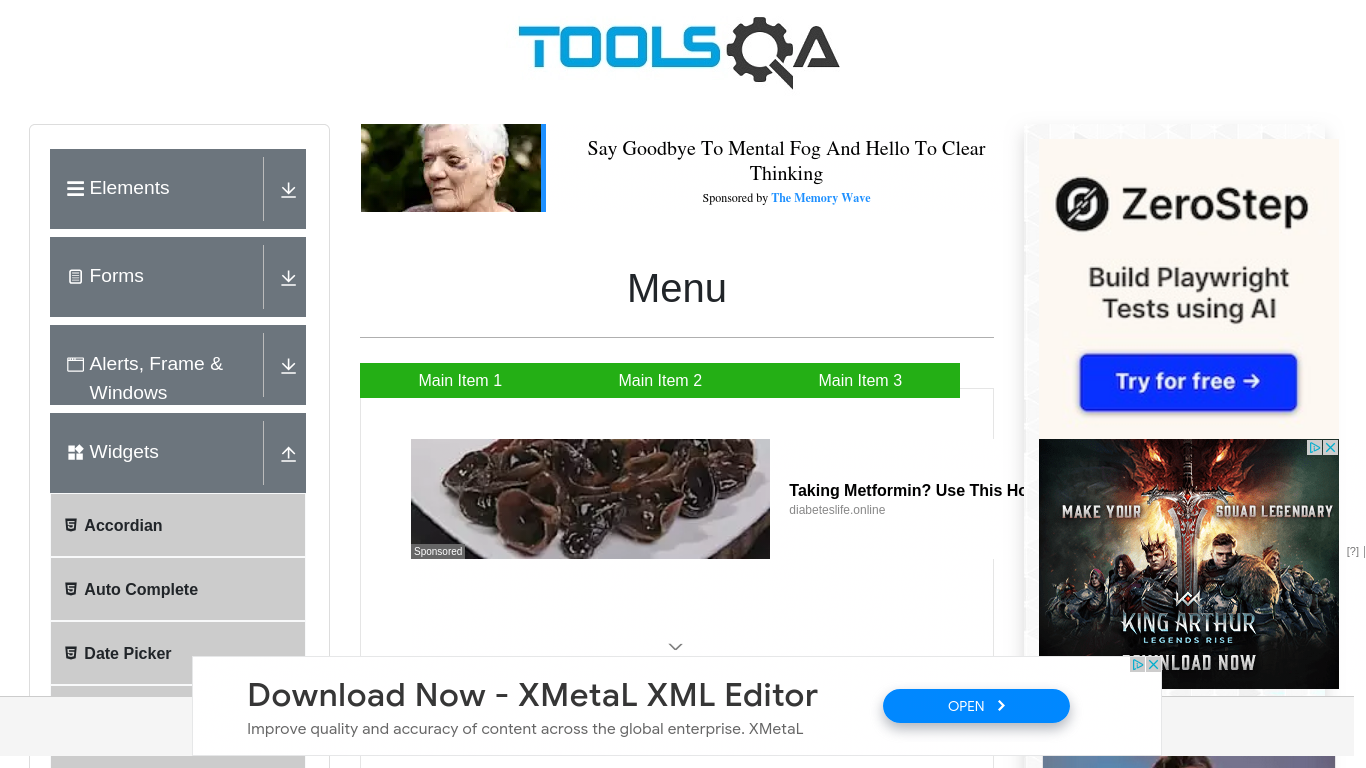 TOOLSQA
Elements
Forms
Alerts, Frame &
Windows
Widgets
Accordian
Auto Complete
Date Picker
Say Goodbye To Mental Fog And Hello To Clear
Thinking
Sponsored by The Memory Wave
Menu
Main Item 1
Main Item 2
Main Item 3
Sponsored
Taking Metformin? Use This Ho
diabeteslife.online
ZeroStep
Build Playwright
Tests using AI
Try for free →
MAKE YOUR SQUAD LEGENDARY
KING ARTHUR
LEGENDS RISE
WNLOAD NOW
[?]
Download Now - XMetaL XML Editor
Improve quality and accuracy of content across the global enterprise. XMetaL
OPEN